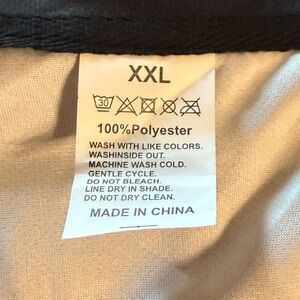 XXL
30
100%Polyester
WASH WITH LIKE COLORS.
WASHINSIDE OUT.
MACHINE WASH COLD.
GENTLE CYCLE.
DO NOT BLEACH.
LINE DRY IN SHADE.
DO NOT DRY CLEAN.
MADE IN CHINA